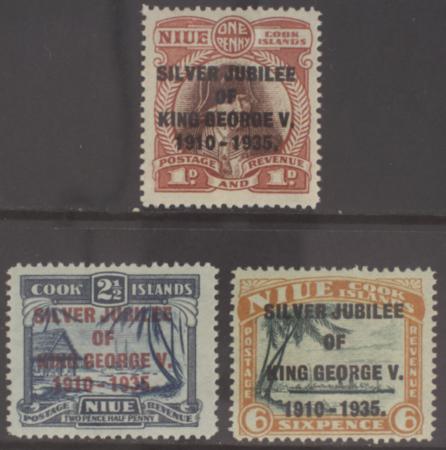 NIUE ONE PENNY COOK ISLANDS
SILVER JUBILEE
OF
KING GEORGE V.
1910 - 1935.
POSTAGE AND REVENUE
1D 1D
COOK 2½ ISLANDS
SILVER JUBILEE
OF
KING GEORGE V.
1910 - 1935.
POSTAGE NIUE REVENUE
TWO PENCE HALF PENNY
NIUE COOK ISLANDS
SILVER JUBILEE
OF
KING GEORGE V.
1910 - 1935.
POSTAGE REVENUE
6 SIXPENCE 6